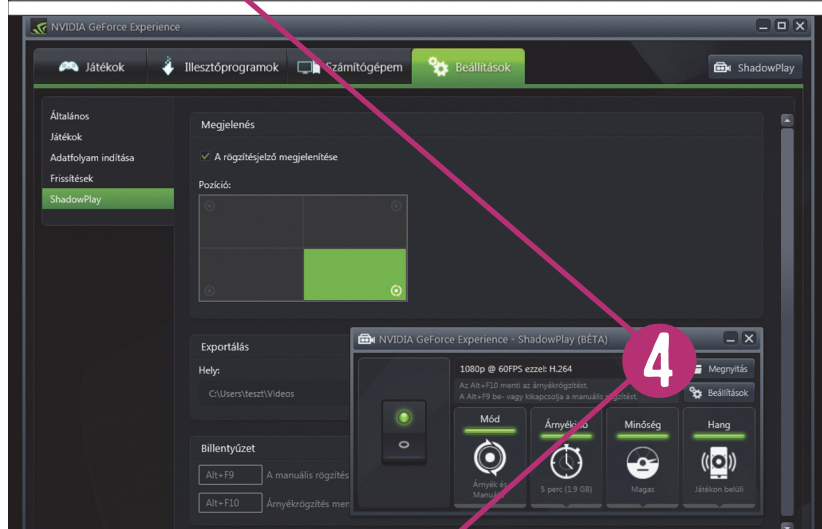 NVIDIA GeForce Experience
Játékok
Illesztőprogramok
Számítógépem
Beállítások
ShadowPlay
Általános
Játékok
Adatfolyam indítása
Frissítések
ShadowPlay
Megjelenés
A rögzítésjelző megjelenítése
Pozíció:
Exportálás
Hely:
C:\Users\teszt\Videos
Billentyűzet
Alt+F9 A manuális rögzítés
Alt+F10 Árnyékrögzítés
NVIDIA GeForce Experience - ShadowPlay (BÉTA)
1080p @ 60FPS ezzel: H.264
Az Alt+F10 menti az árnyékrögzítést.
A Alt+F9 be- vagy kikapcsolja a manuális rögzítést.
Megnyitás
Beállítások
Mód
Árnyék és
Manuális
5 perc (1,9 GB)
Minőség
Magas
Hang
Játékon belüli
4